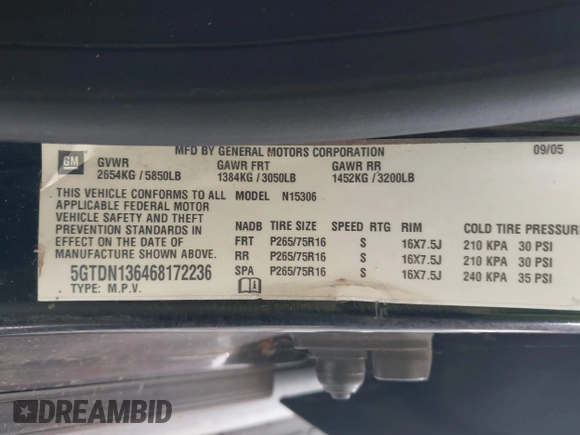 MFD BY GENERAL MOTORS CORPORATION 09/05
GM GVWR GAWR FRT GAWR RR
2654KG / 5850LB 1384KG / 3050LB 1452KG / 3200LB
THIS VEHICLE CONFORMS TO ALL MODEL N15306
APPLICABLE FEDERAL MOTOR
VEHICLE SAFETY AND THEFT
PREVENTION STANDARDS IN
EFFECT ON THE DATE OF
MANUFACTURE SHOWN ABOVE.
5GTDN136468172236
TYPE: M.P.V.
NADB TIRE SIZE SPEED RTG RIM COLD TIRE PRESSURE
FRT P265/75R16 S 16X7.5J 210 KPA 30 PSI
RR P265/75R16 S 16X7.5J 210 KPA 30 PSI
SPA P265/75R16 S 16X7.5J 240 KPA 35 PSI
DREAMBID